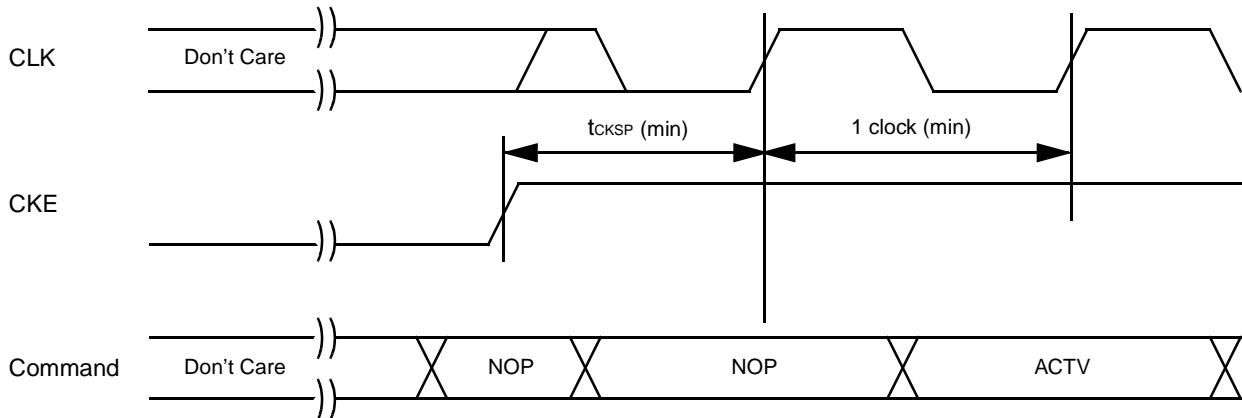 CLK Don't Care
tCKSP (min) 1 clock (min)
CKE
Command Don't Care NOP NOP ACTV